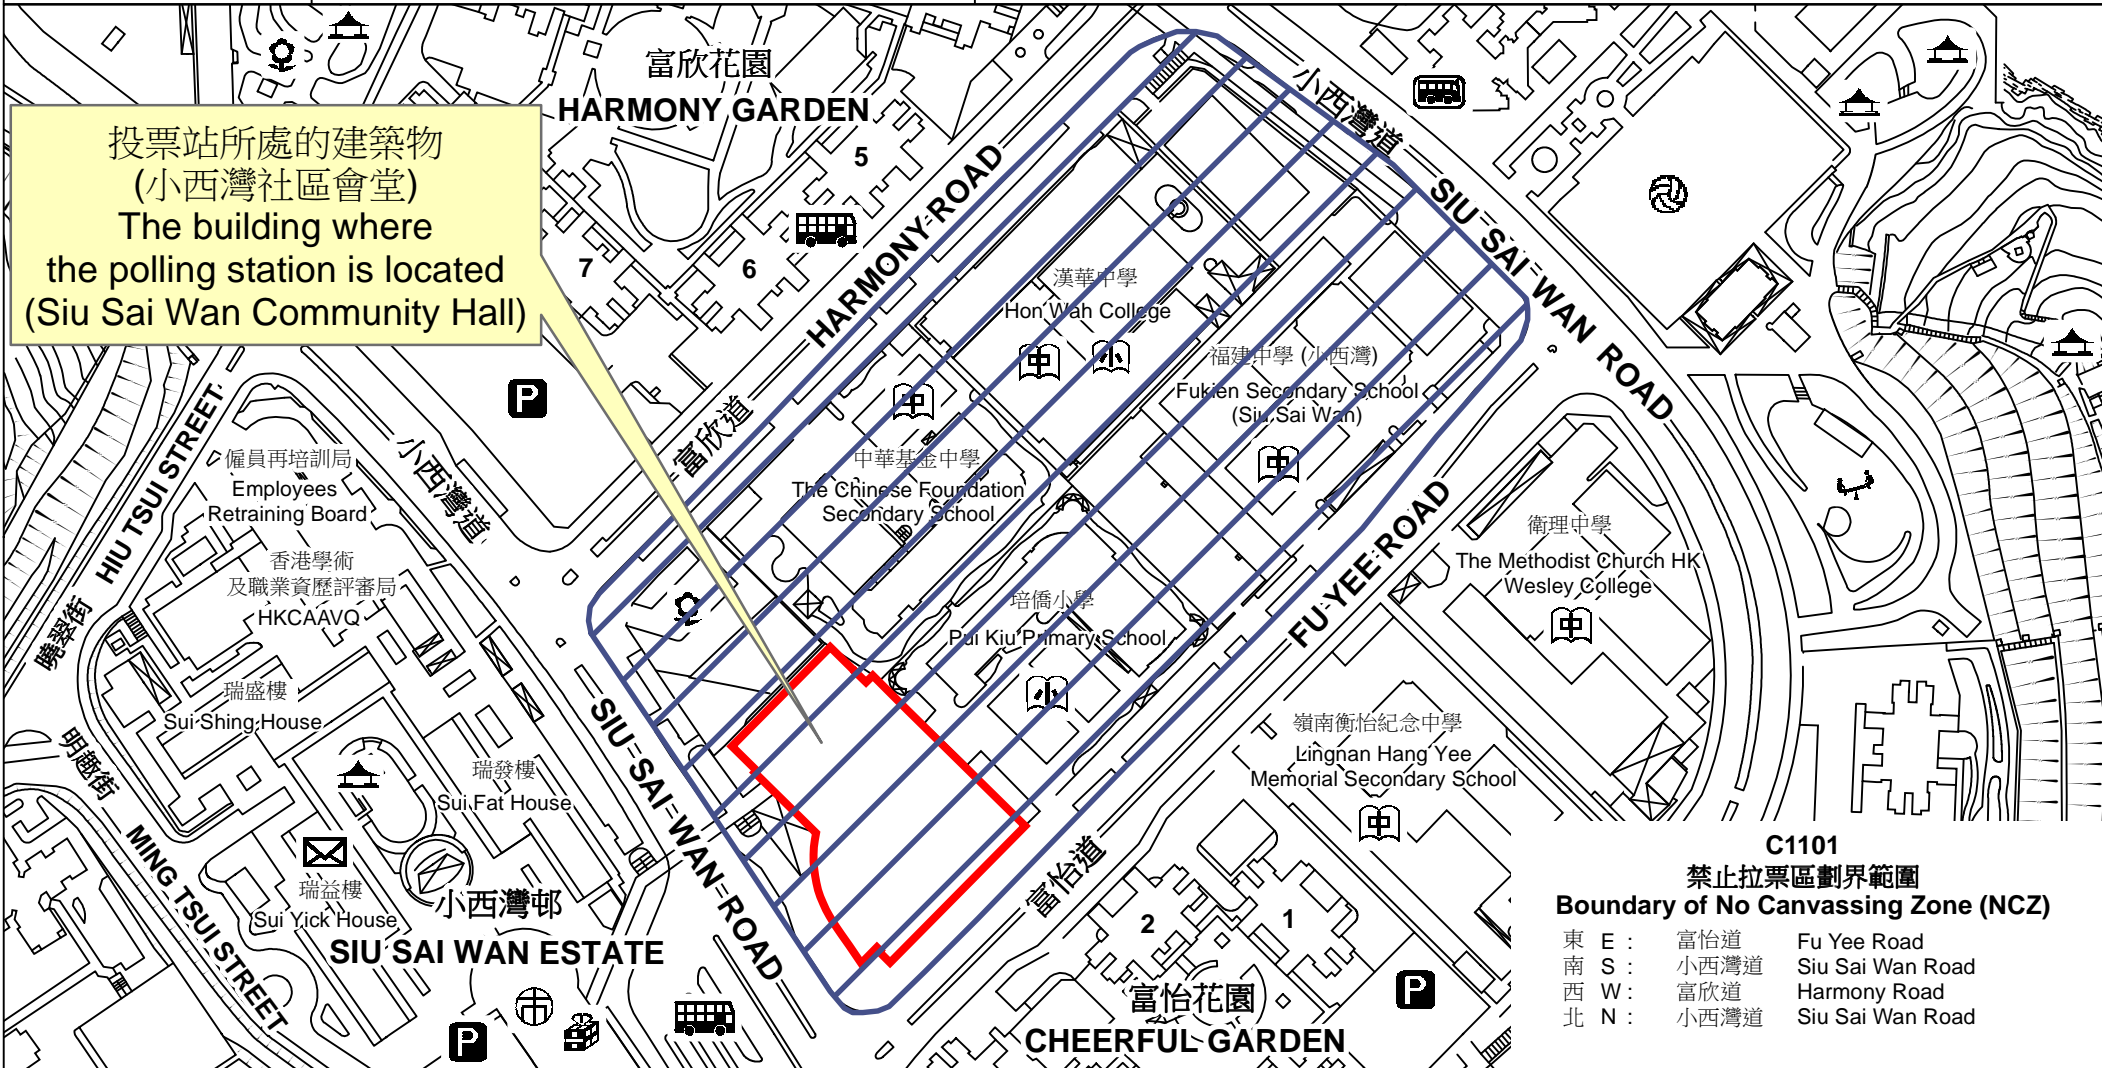 富欣花園
HARMONY GARDEN
投票站所處的建築物
(小西灣社區會堂)
The building where
the polling station is located
(Siu Sai Wan Community Hall)
5
6
7
小西灣道
SIU SAI WAN ROAD
HARMONY ROAD
富欣道
漢華中學
Hon Wah College
中
小
福建中學 (小西灣)
Fukien Secondary School
(Siu Sai Wan)
中
中
中華基金中學
The Chinese Foundation
Secondary School
P
HIU TSUI STREET
曉翠街
小西灣道
僱員再培訓局
Employees
Retraining Board
香港學術
及職業資歷評審局
HKCAAVQ
瑞盛樓
Sui Shing House
瑞發樓
Sui Fat House
瑞益樓
Sui Yick House
明趣街
MING TSUI STREET
小西灣邨
SIU SAI WAN ESTATE
SIU SAI WAN ROAD
P
市
培僑小學
Pui Kiu Primary School
小
FU YEE ROAD
富怡道
衞理中學
The Methodist Church HK
Wesley College
中
嶺南衡怡紀念中學
Lingnan Hang Yee
Memorial Secondary School
中
2
1
富怡花園
CHEERFUL GARDEN
P
C1101
禁止拉票區劃界範圍
Boundary of No Canvassing Zone (NCZ)
東 E : 富怡道 Fu Yee Road
南 S : 小西灣道 Siu Sai Wan Road
西 W : 富欣道 Harmony Road
北 N : 小西灣道 Siu Sai Wan Road